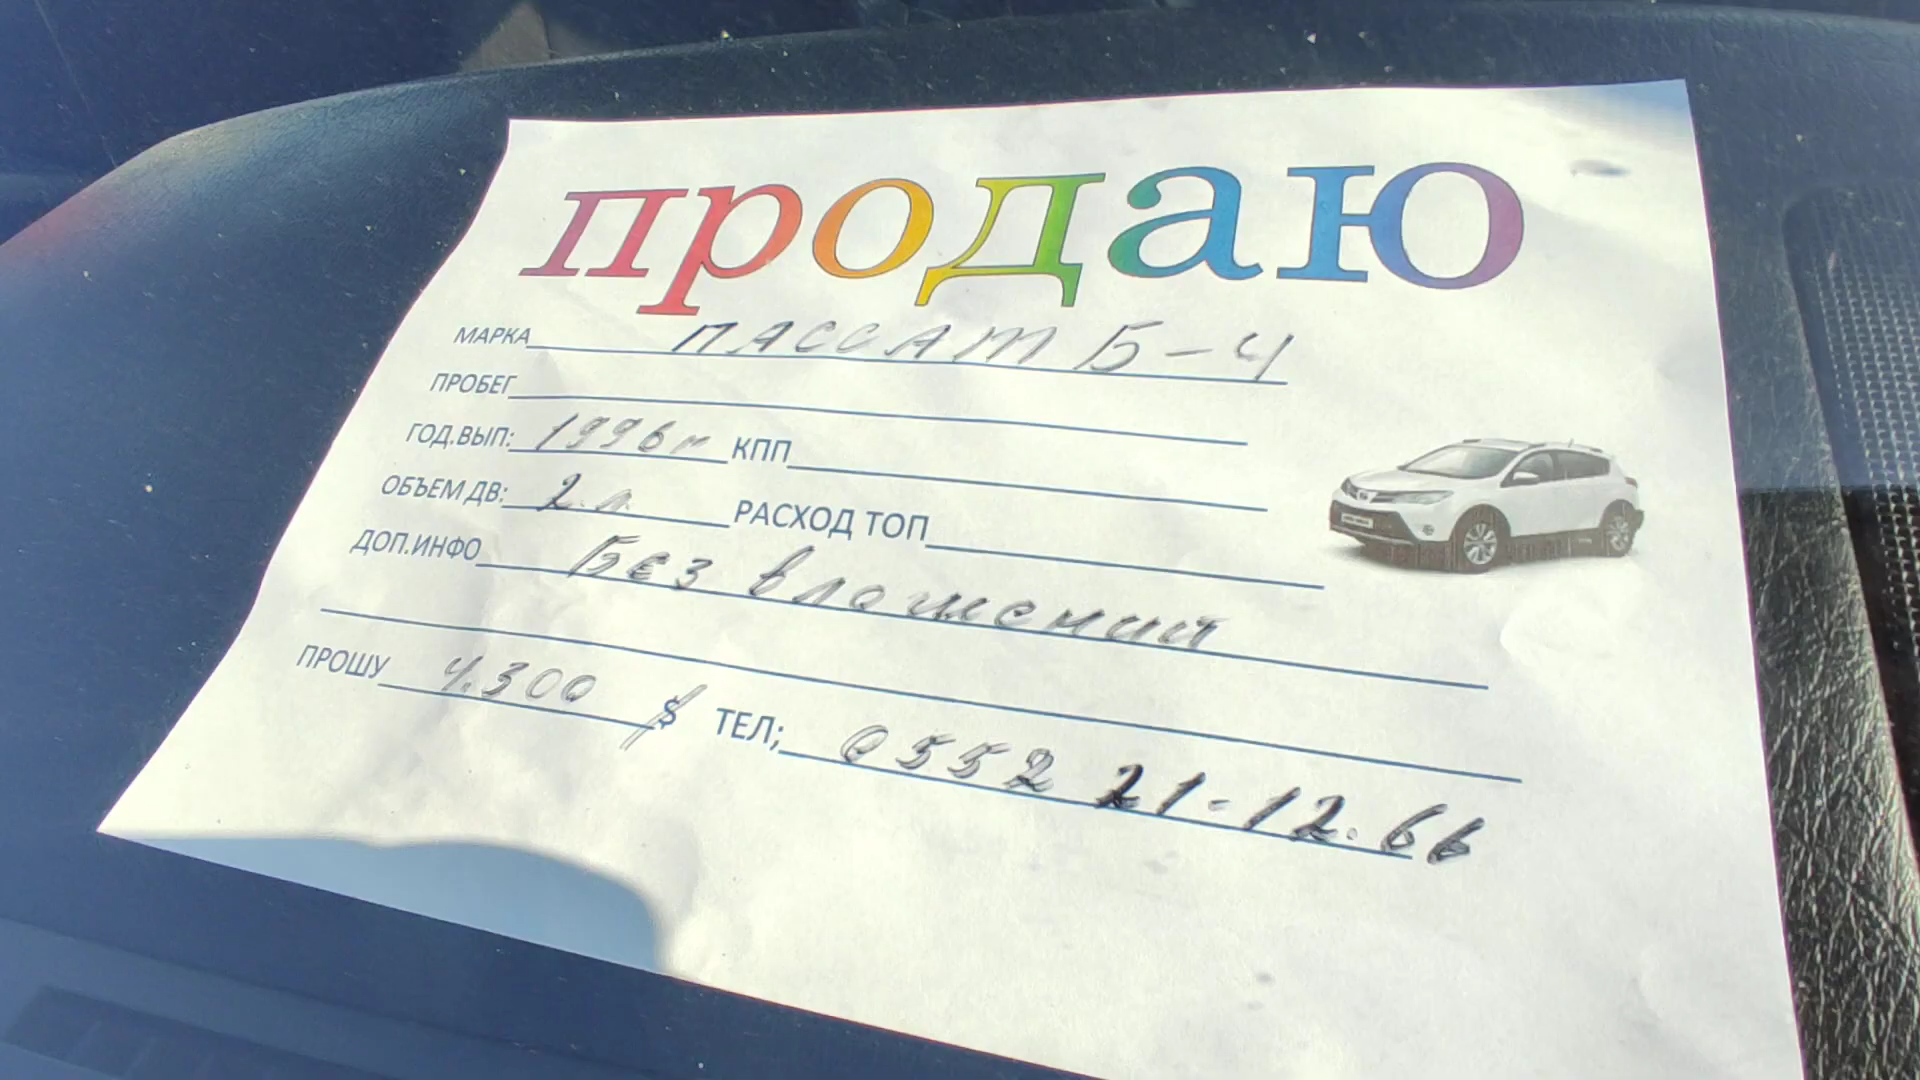 продаю
МАРКА ПАССАТ Б-4
ПРОБЕГ
ГОД.ВЫП: 1996г КПП
ОБЪЕМ ДВ: 2.л. РАСХОД ТОП
ДОП.ИНФО Без вложений
ПРОШУ 4.300 $ ТЕЛ; 0552 21-12.66